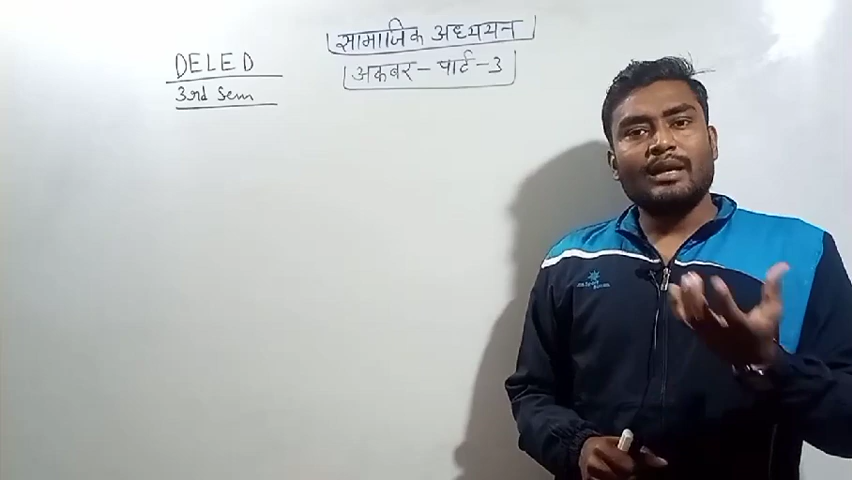 सामाजिक अध्ययन
अकबर - पार्ट - 3
DELED
3rd Sem